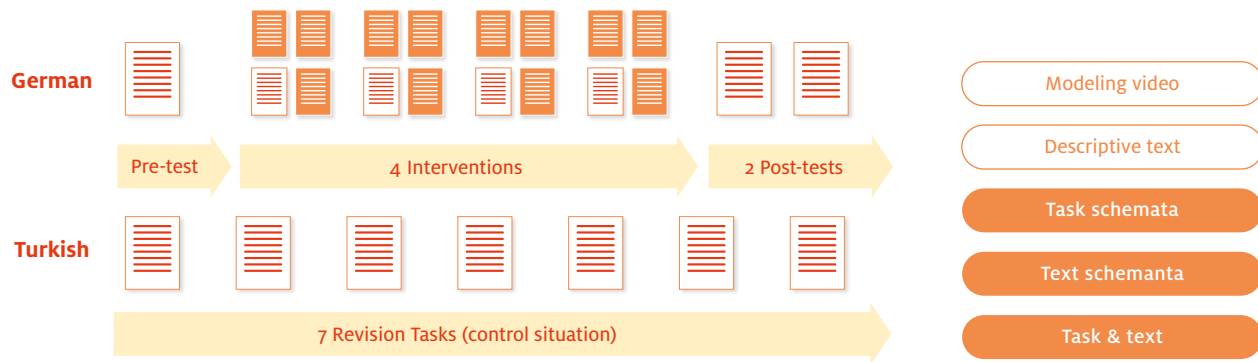 German
Pre-test
4 Interventions
2 Post-tests
Turkish
7 Revision Tasks (control situation)
Modeling video
Descriptive text
Task schemata
Text schemanta
Task & text